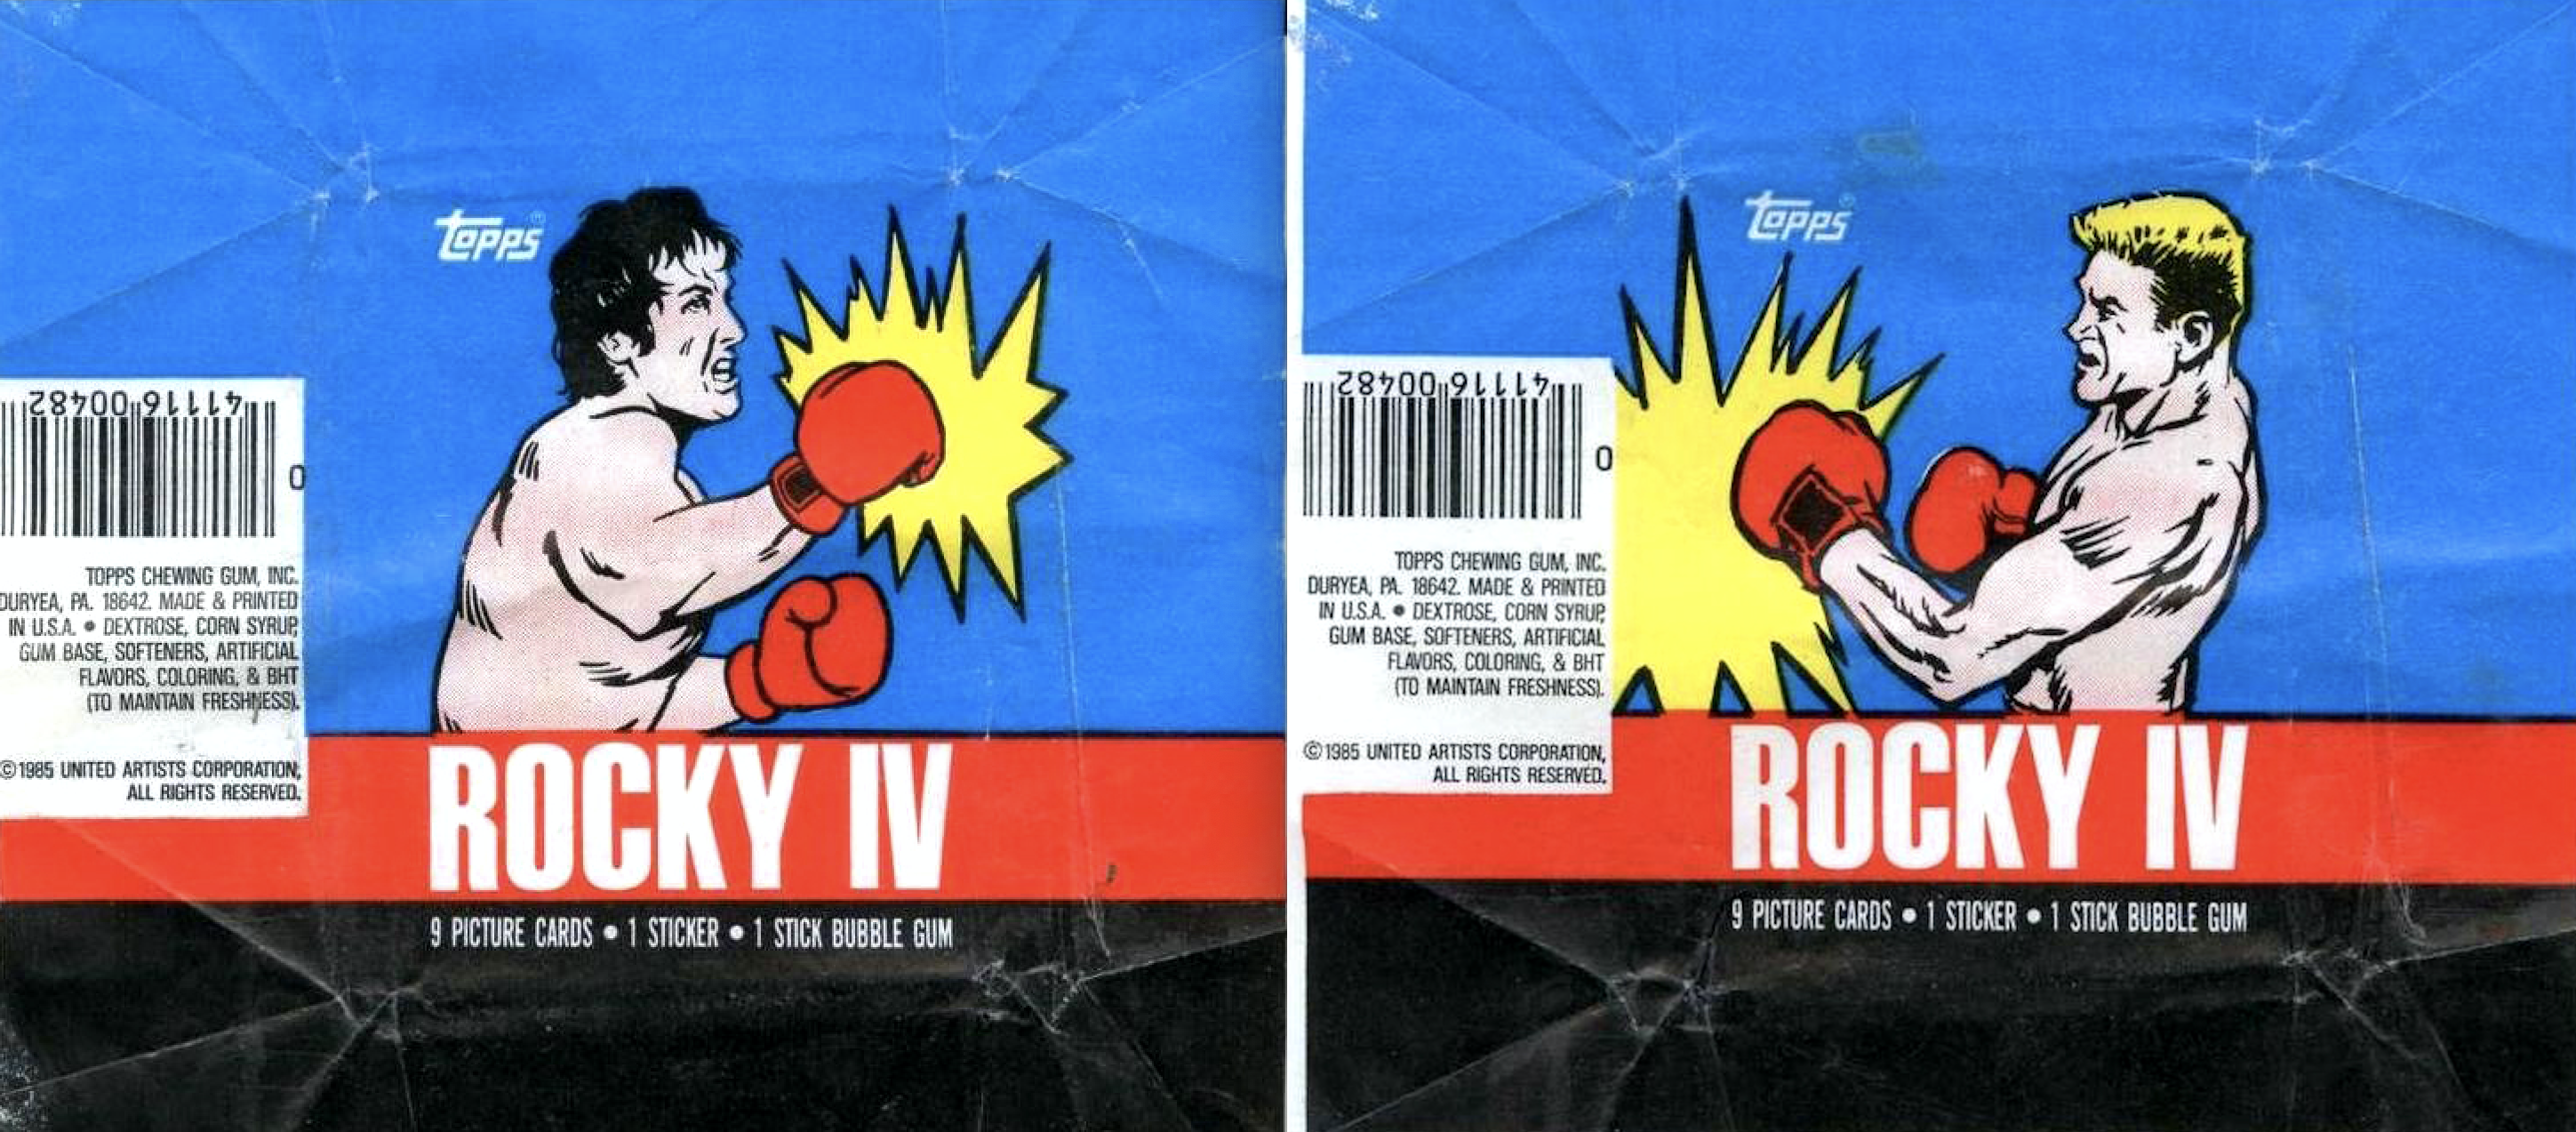 topps®
41116 00482
0
TOPPS CHEWING GUM, INC.
DURYEA, PA. 18642. MADE & PRINTED
IN U.S.A. • DEXTROSE, CORN SYRUP,
GUM BASE, SOFTENERS, ARTIFICIAL
FLAVORS, COLORING, & BHT
(TO MAINTAIN FRESHNESS).
©1985 UNITED ARTISTS CORPORATION,
ALL RIGHTS RESERVED.
ROCKY IV
9 PICTURE CARDS • 1 STICKER • 1 STICK BUBBLE GUM
topps®
41116 00482
0
TOPPS CHEWING GUM, INC.
DURYEA, PA. 18642. MADE & PRINTED
IN U.S.A. • DEXTROSE, CORN SYRUP,
GUM BASE, SOFTENERS, ARTIFICIAL
FLAVORS, COLORING, & BHT
(TO MAINTAIN FRESHNESS).
©1985 UNITED ARTISTS CORPORATION,
ALL RIGHTS RESERVED.
ROCKY IV
9 PICTURE CARDS • 1 STICKER • 1 STICK BUBBLE GUM